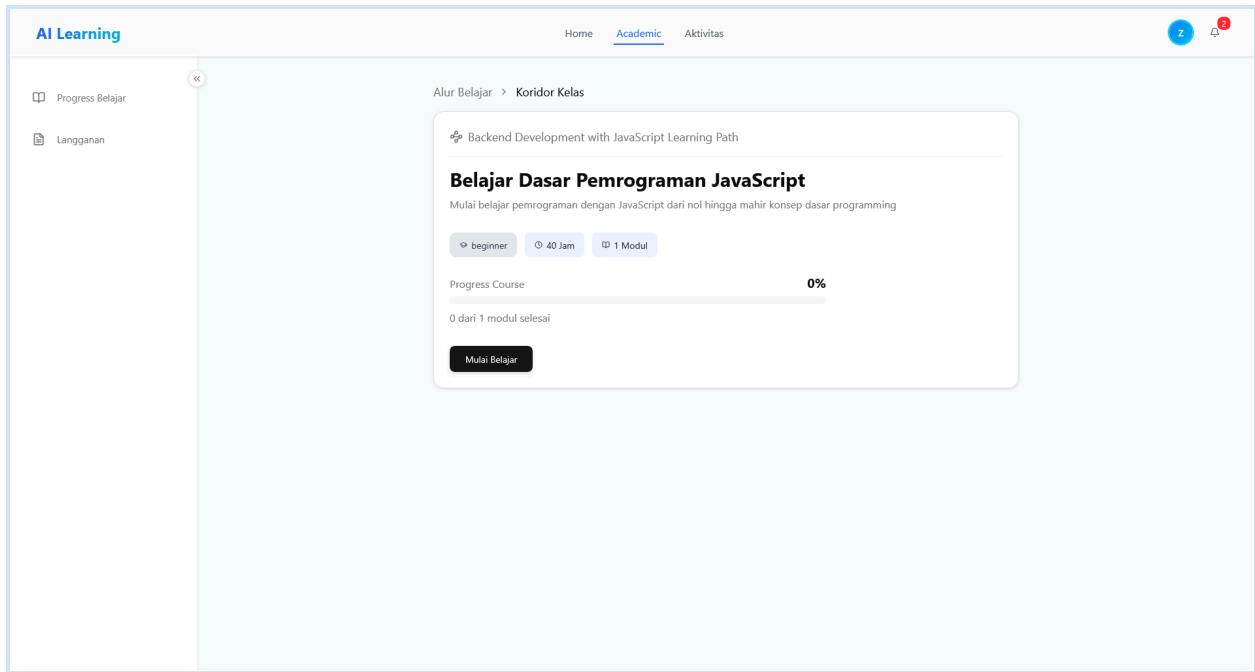 AI Learning
Home Academic Aktivitas
Z
2
Progress Belajar
Langganan
Alur Belajar > Koridor Kelas
Backend Development with JavaScript Learning Path
Belajar Dasar Pemrograman JavaScript
Mulai belajar pemrograman dengan JavaScript dari nol hingga mahir konsep dasar programming
beginner 40 Jam 1 Modul
Progress Course 0%
0 dari 1 modul selesai
Mulai Belajar